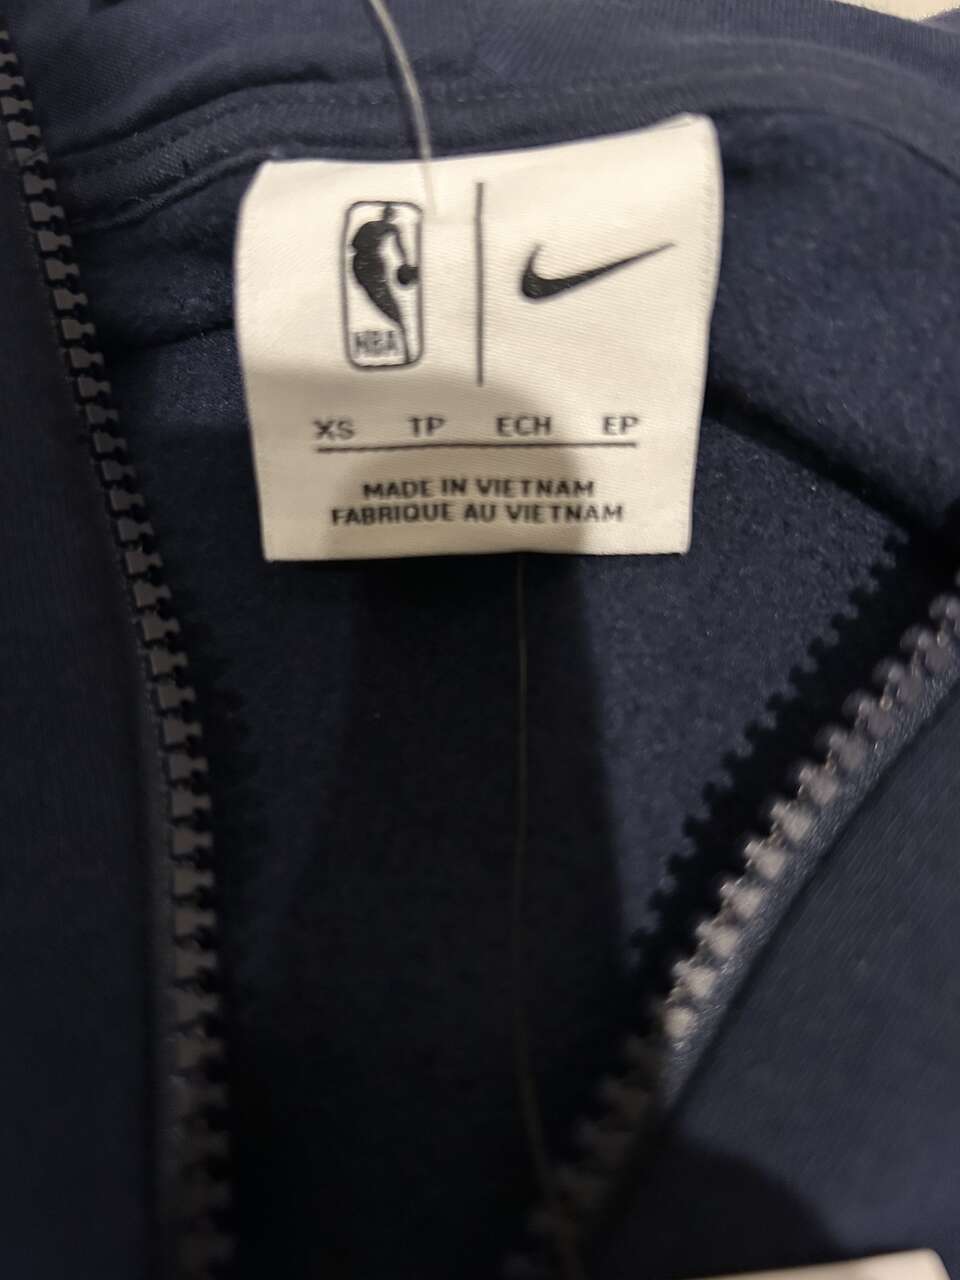 NBA
XS TP ECH EP
MADE IN VIETNAM
FABRIQUE AU VIETNAM